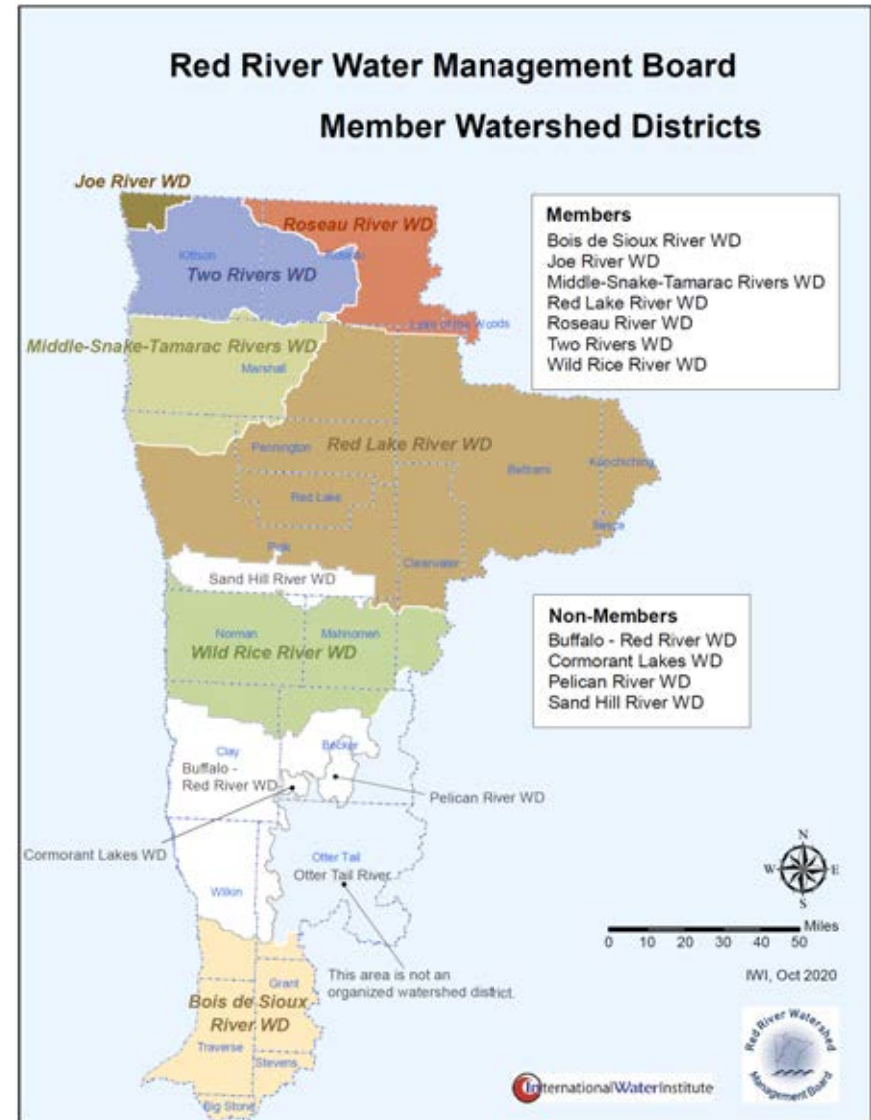 Red River Water Management Board
Member Watershed Districts
Joe River WD
Roseau River WD
Kittson
Roseau
Two Rivers WD
Lake of the Woods
Middle-Snake-Tamarac Rivers WD
Marshall
Pennington
Red Lake River WD
Beltrami
Koochiching
Red Lake
Itasca
Polk
Clearwater
Sand Hill River WD
Norman
Mahnomen
Wild Rice River WD
Clay
Becker
Buffalo -
Red River WD
Pelican River WD
Cormorant Lakes WD
Otter Tail
Otter Tail River
Wilkin
This area is not an
organized watershed district.
Grant
Bois de Sioux
River WD
Traverse
Stevens
Big Stone
Members
Bois de Sioux River WD
Joe River WD
Middle-Snake-Tamarac Rivers WD
Red Lake River WD
Roseau River WD
Two Rivers WD
Wild Rice River WD
Non-Members
Buffalo - Red River WD
Cormorant Lakes WD
Pelican River WD
Sand Hill River WD
N
W E
S
Miles
0 10 20 30 40 50
IWI, Oct 2020
International Water Institute
Red River Watershed
Management Board